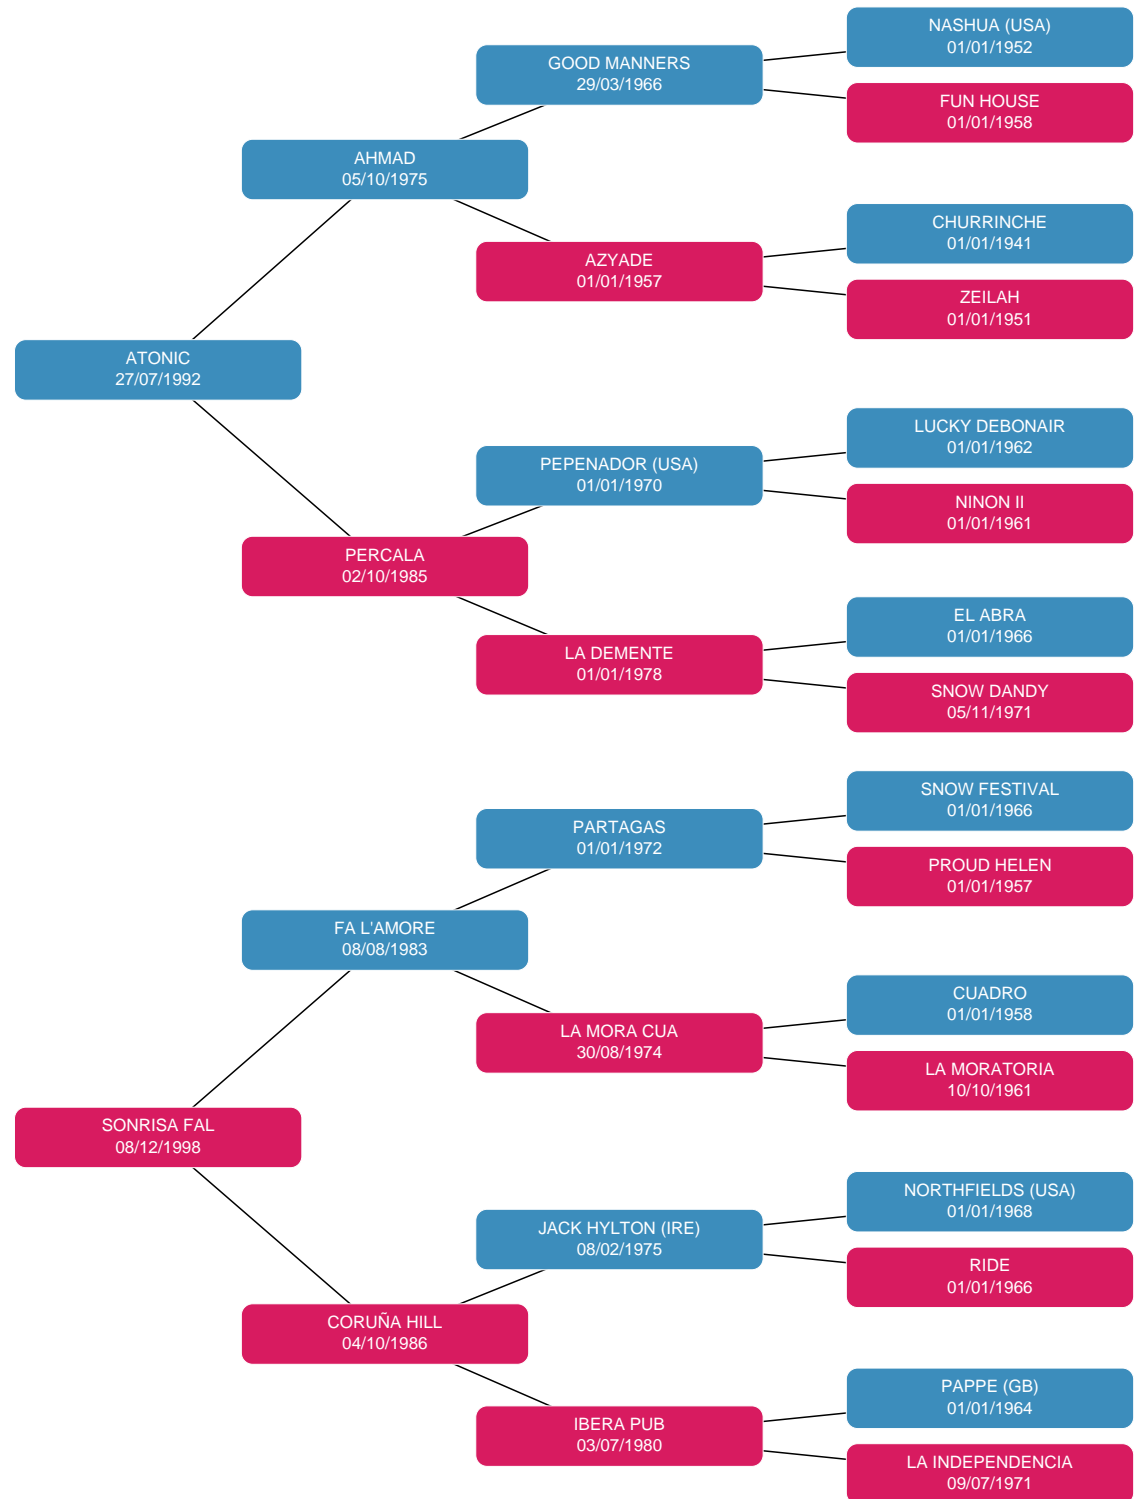 NASHUA (USA)
01/01/1952
GOOD MANNERS
29/03/1966
FUN HOUSE
01/01/1958
AHMAD
05/10/1975
CHURRINCHE
01/01/1941
AZYADE
01/01/1957
ZEILAH
01/01/1951
ATONIC
27/07/1992
LUCKY DEBONAIR
01/01/1962
PEPENADOR (USA)
01/01/1970
NINON II
01/01/1961
PERCALA
02/10/1985
EL ABRA
01/01/1966
LA DEMENTE
01/01/1978
SNOW DANDY
05/11/1971
SNOW FESTIVAL
01/01/1966
PARTAGAS
01/01/1972
PROUD HELEN
01/01/1957
FA L'AMORE
08/08/1983
CUADRO
01/01/1958
LA MORA CUA
30/08/1974
LA MORATORIA
10/10/1961
SONRISA FAL
08/12/1998
NORTHFIELDS (USA)
01/01/1968
JACK HYLTON (IRE)
08/02/1975
RIDE
01/01/1966
CORUÑA HILL
04/10/1986
PAPPE (GB)
01/01/1964
IBERA PUB
03/07/1980
LA INDEPENDENCIA
09/07/1971